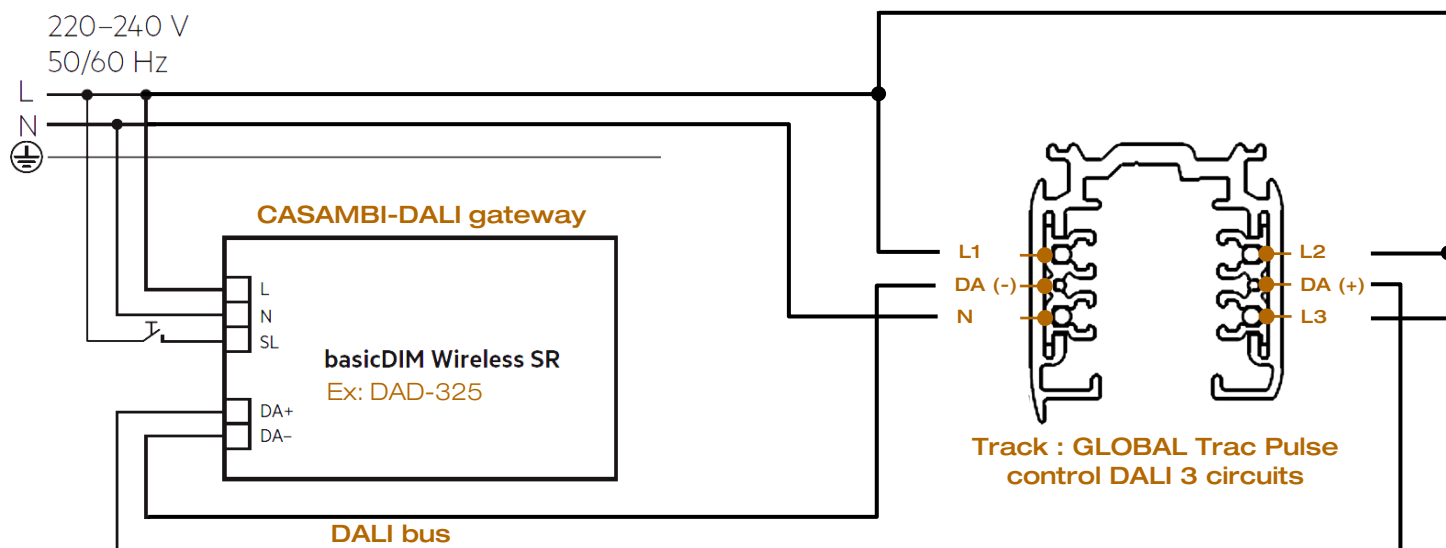 220–240 V
50/60 Hz
L
N
CASAMBI-DALI gateway
L
N
SL
basicDIM Wireless SR
Ex: DAD-325
DA+
DA–
DALI bus
L1
DA (-)
N
L2
DA (+)
L3
Track : GLOBAL Trac Pulse
control DALI 3 circuits